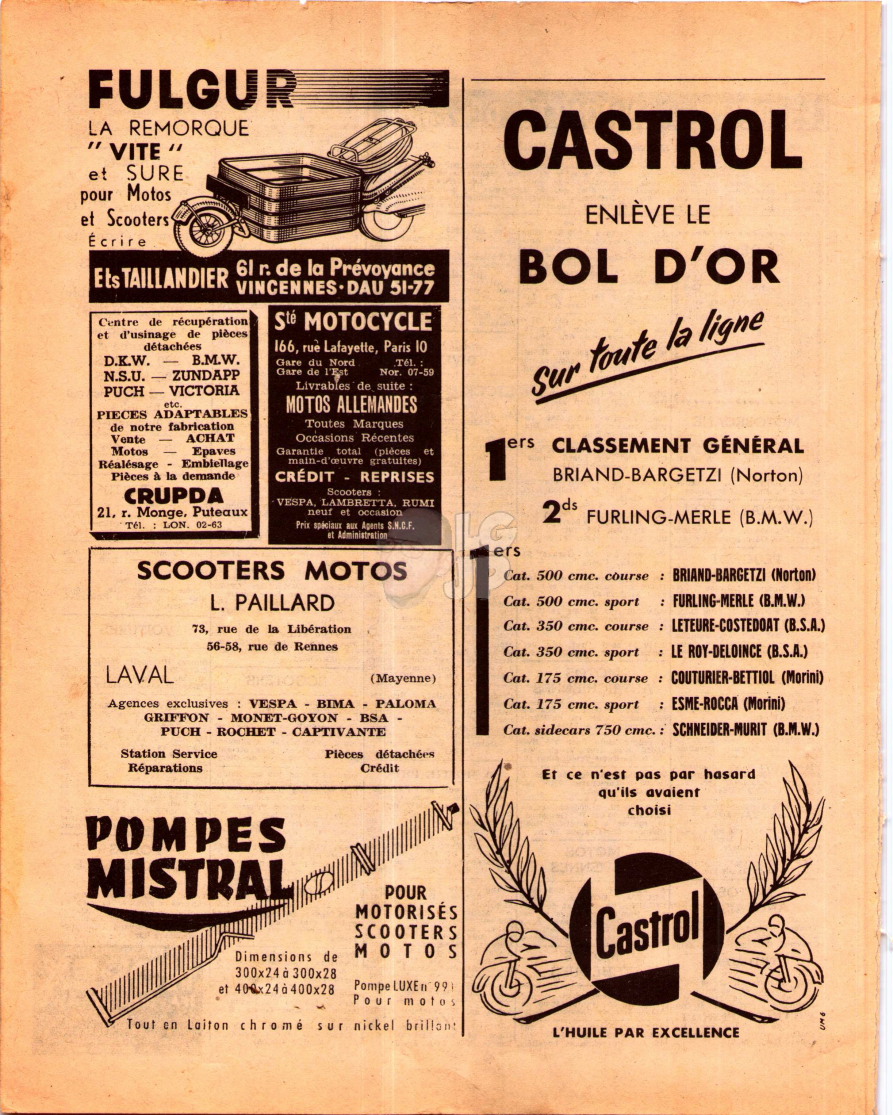 FULGUR
LA REMORQUE
" VITE "
et SURE
pour Motos
et Scooters
Écrire
Ets TAILLANDIER 61 r. de la Prévoyance
VINCENNES · DAU 51-77
Centre de récupération
et d'usinage de pièces
détachées
D.K.W. — B.M.W.
N.S.U. — ZUNDAPP
PUCH — VICTORIA
etc.
PIECES ADAPTABLES
de notre fabrication
Vente — ACHAT
Motos — Epaves
Réalésage - Embiellage
Pièces à la demande
CRUPDA
21, r. Monge, Puteaux
Tél. : LON. 02-63
Sté MOTOCYCLE
166, rue Lafayette, Paris 10
Gare du Nord Tél. :
Gare de l'Est Nor. 07-59
Livrables de suite :
MOTOS ALLEMANDES
Toutes Marques
Occasions Récentes
Garantie total (pièces et
main-d'œuvre gratuites)
CRÉDIT - REPRISES
Scooters :
VESPA, LAMBRETTA, RUMI
neuf et occasion
Prix spéciaux aux Agents S.N.C.F.
et Administration
SCOOTERS MOTOS
L. PAILLARD
73, rue de la Libération
56-58, rue de Rennes
LAVAL (Mayenne)
Agences exclusives : VESPA - BIMA - PALOMA
GRIFFON - MONET-GOYON - BSA -
PUCH - ROCHET - CAPTIVANTE
Station Service Pièces détachées
Réparations Crédit
POMPES
MISTRAL
POUR
MOTORISÉS
SCOOTERS
MOTOS
Dimensions de
300x24 à 300x28
et 400x24 à 400x28
Pompe LUXE n° 991
Pour motos
Tout en Laiton chromé sur nickel brillant
CASTROL
ENLÈVE LE
BOL D'OR
sur toute la ligne
1ers CLASSEMENT GÉNÉRAL
BRIAND-BARGETZI (Norton)
2ds FURLING-MERLE (B.M.W.)
1ers
Cat. 500 cmc. course : BRIAND-BARGETZI (Norton)
Cat. 500 cmc. sport : FURLING-MERLE (B.M.W.)
Cat. 350 cmc. course : LETEURE-COSTEDOAT (B.S.A.)
Cat. 350 cmc. sport : LE ROY-DELOINCE (B.S.A.)
Cat. 175 cmc. course : COUTURIER-BETTIOL (Morini)
Cat. 175 cmc. sport : ESME-ROCCA (Morini)
Cat. sidecars 750 cmc. : SCHNEIDER-MURIT (B.M.W.)
Et ce n'est pas par hasard
qu'ils avaient
choisi
Castrol
L'HUILE PAR EXCELLENCE